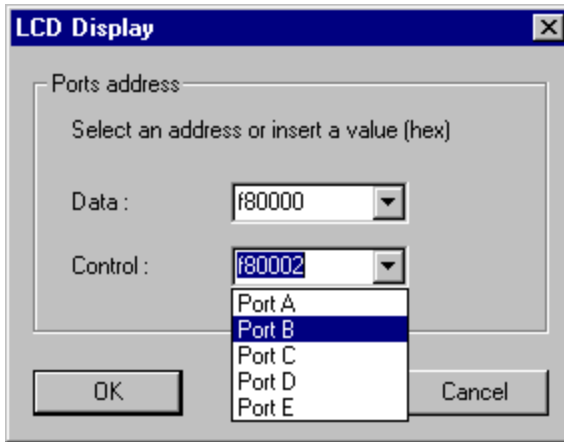 LCD Display
Ports address
Select an address or insert a value (hex)
Data : f80000
Control : f80002
Port A
Port B
Port C
Port D
Port E
OK Cancel